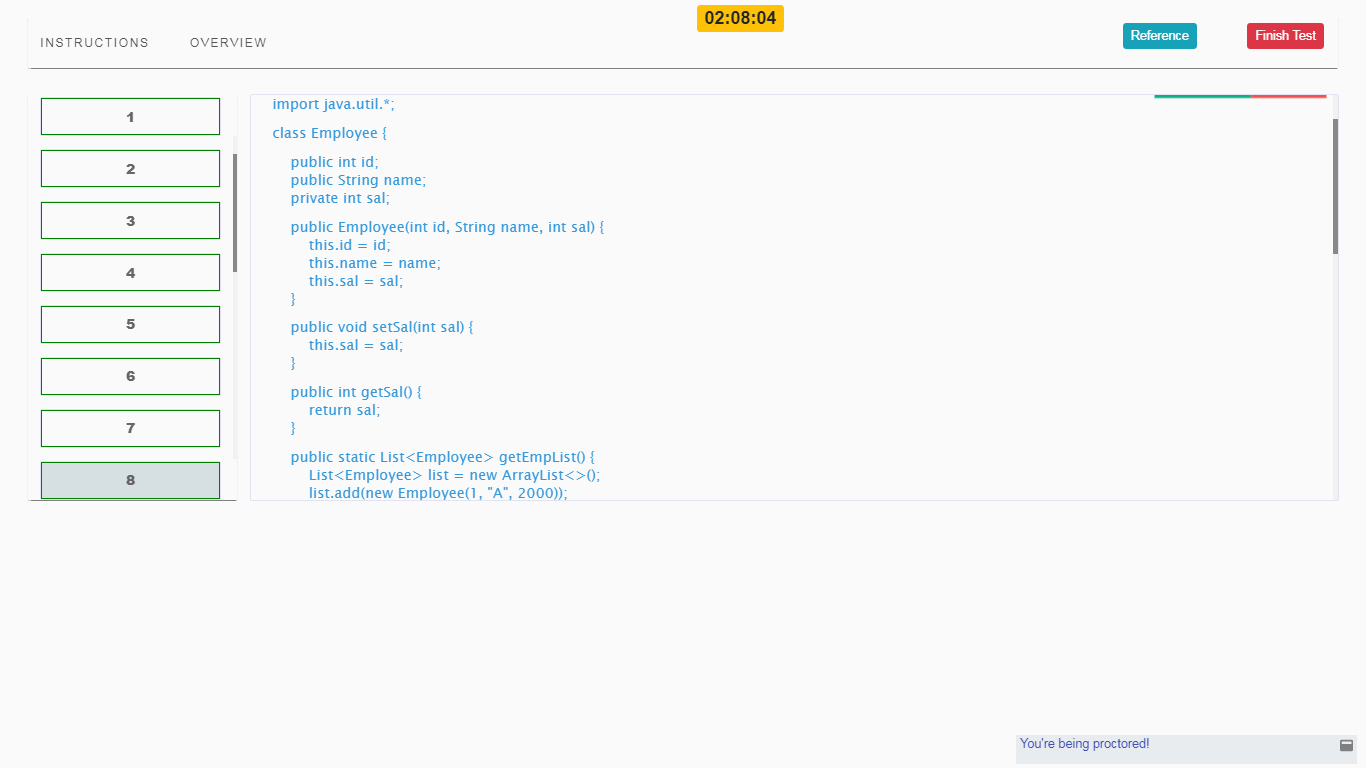 02:08:04
INSTRUCTIONS
OVERVIEW
Reference
Finish Test
1
2
3
4
5
6
7
8
import java.util.*;
class Employee {
public int id;
public String name;
private int sal;
public Employee(int id, String name, int sal) {
this.id = id;
this.name = name;
this.sal = sal;
}
public void setSal(int sal) {
this.sal = sal;
}
public int getSal() {
return sal;
}
public static List<Employee> getEmpList() {
List<Employee> list = new ArrayList<>();
list.add(new Employee(1, "A", 2000));
You're being proctored!